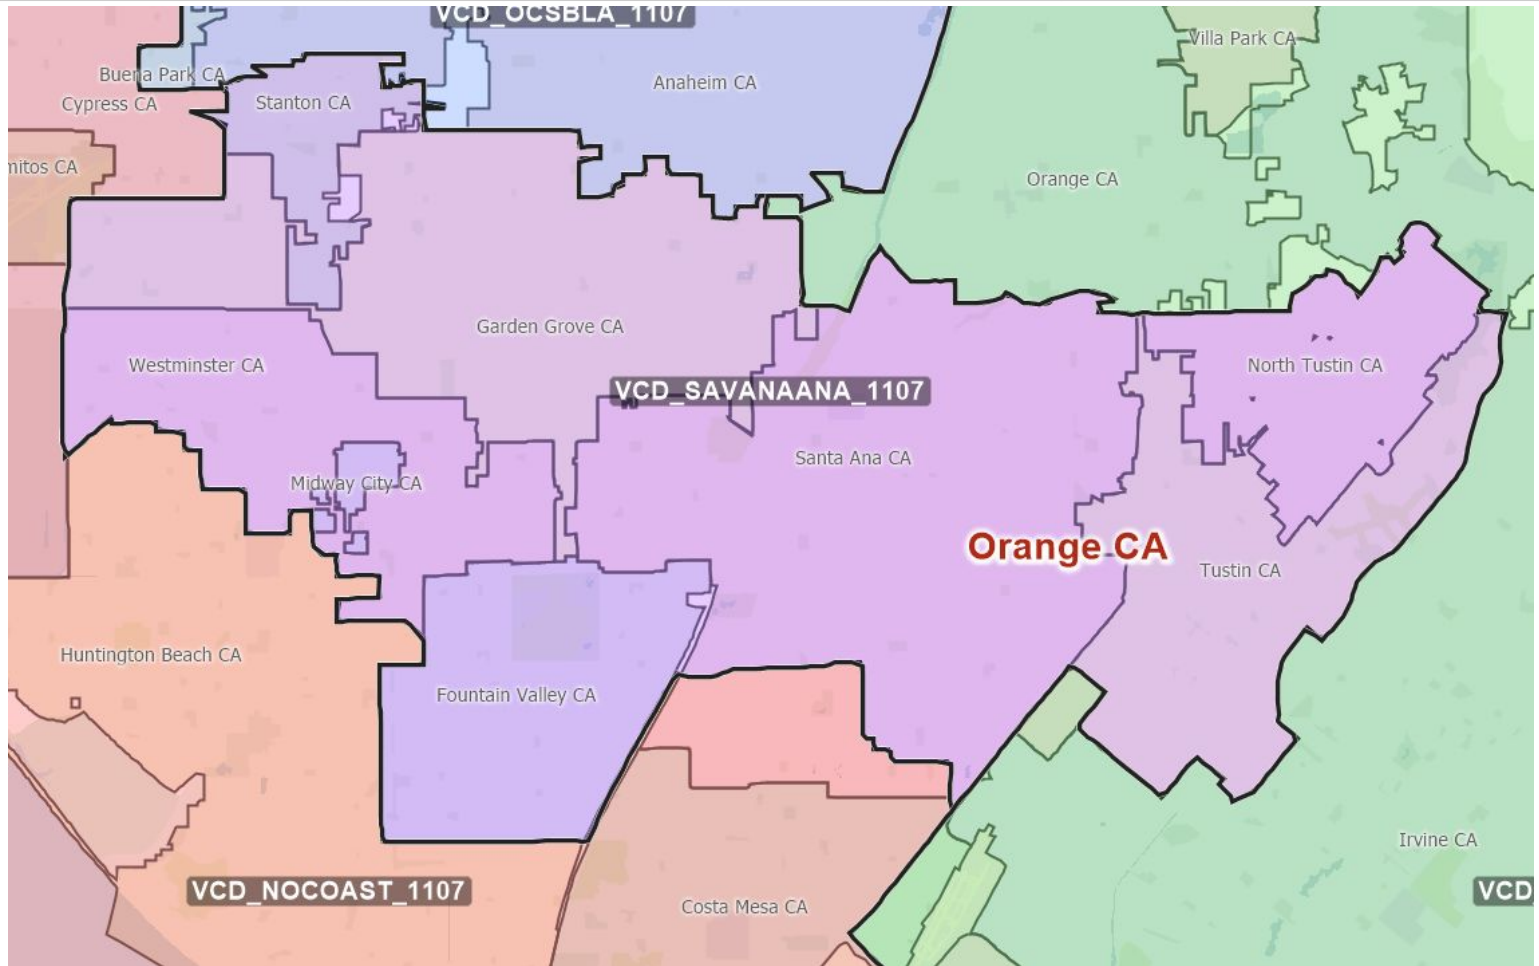 VCD_OCSBLA_1107
Villa Park CA
Buena Park CA
Anaheim CA
Cypress CA
Stanton CA
mitos CA
Orange CA
Garden Grove CA
Westminster CA
North Tustin CA
VCD_SAVANAANA_1107
Santa Ana CA
Midway City CA
Orange CA
Tustin CA
Huntington Beach CA
Fountain Valley CA
Irvine CA
VCD_NOCOAST_1107
VCD
Costa Mesa CA